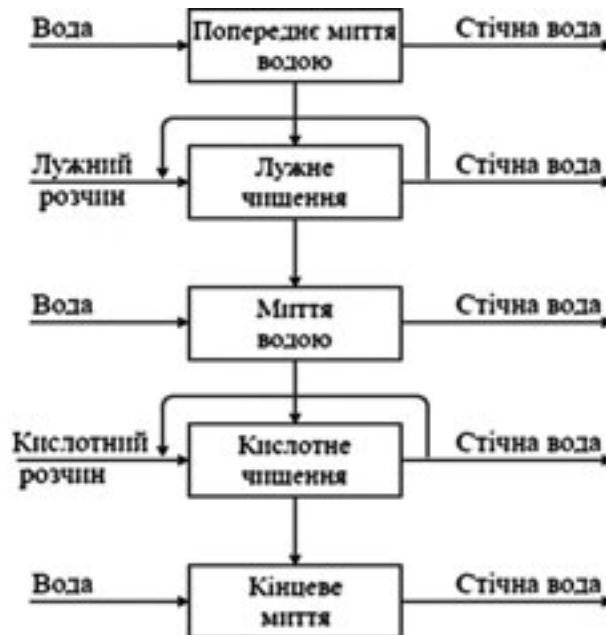 Вода
Попереднє миття
водою
Стічна вода
Лужний
розчин
Лужне
чищення
Стічна вода
Вода
Миття
водою
Стічна вода
Кислотний
розчин
Кислотне
чищення
Стічна вода
Вода
Кінцеве
миття
Стічна вода